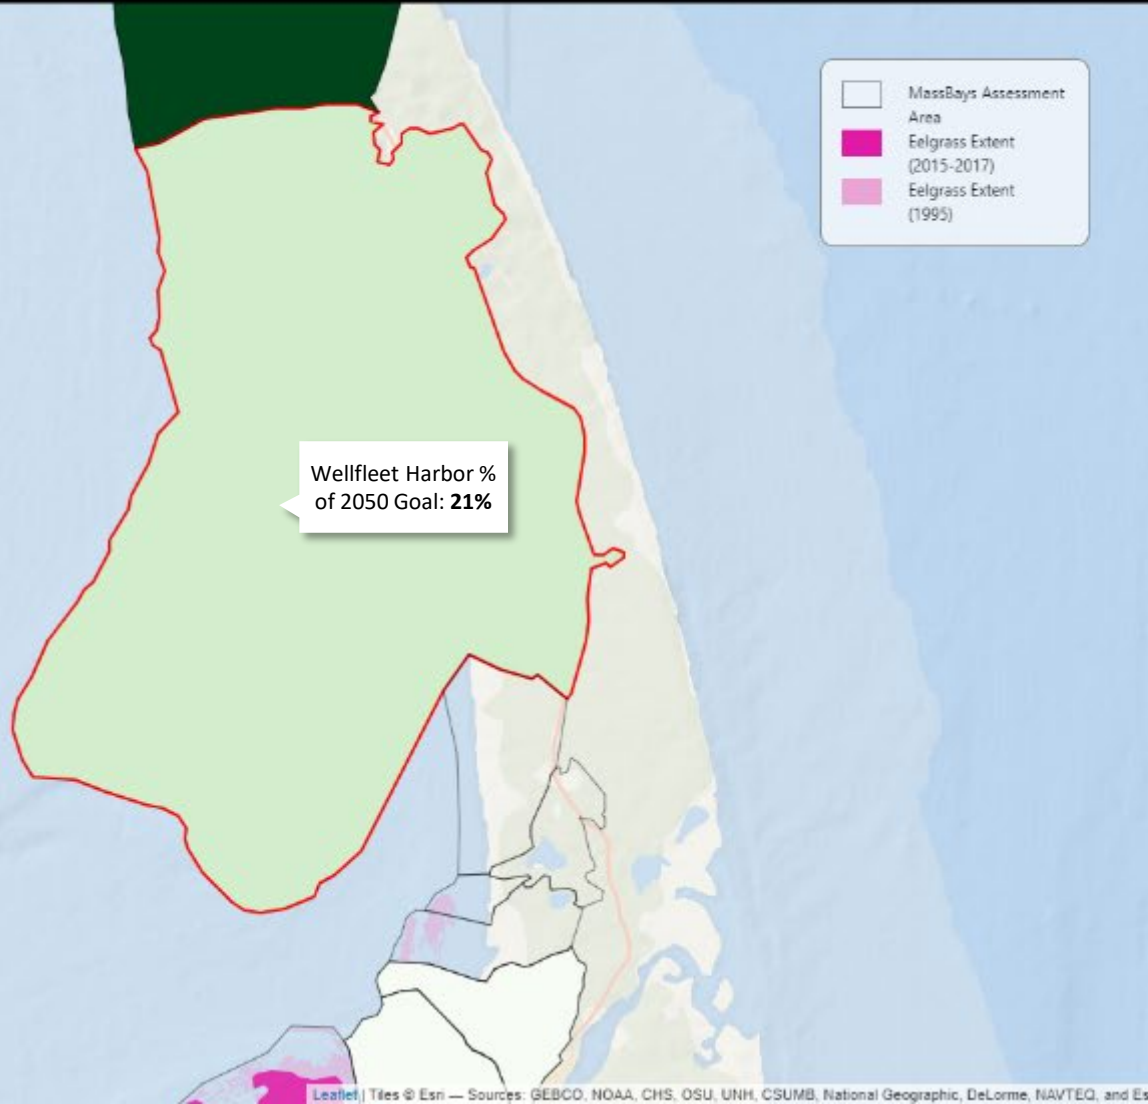 MassBays Assessment
Area
Eelgrass Extent
(2015-2017)
Eelgrass Extent
(1995)
Wellfleet Harbor %
of 2050 Goal: 21%
Leaflet | Tiles © Esri — Sources: GEBCO, NOAA, CHS, OSU, UNH, CSUMB, National Geographic, DeLorme, NAVTEQ, and E